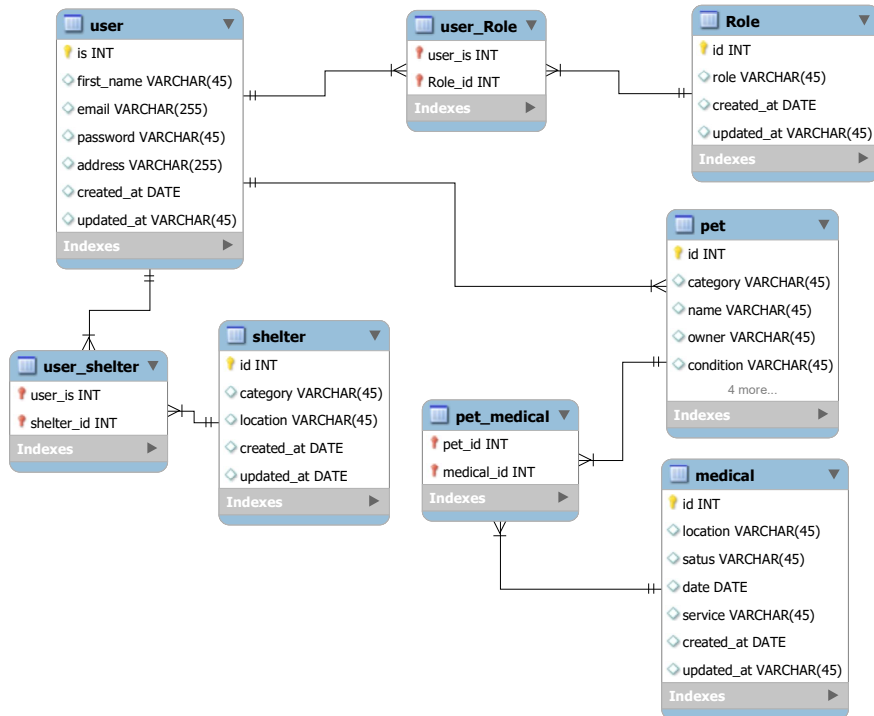 user
is INT
first_name VARCHAR(45)
email VARCHAR(255)
password VARCHAR(45)
address VARCHAR(255)
created_at DATE
updated_at VARCHAR(45)
Indexes
user_Role
user_is INT
Role_id INT
Indexes
Role
id INT
role VARCHAR(45)
created_at DATE
updated_at VARCHAR(45)
Indexes
pet
id INT
category VARCHAR(45)
name VARCHAR(45)
owner VARCHAR(45)
condition VARCHAR(45)
4 more...
Indexes
user_shelter
user_is INT
shelter_id INT
Indexes
shelter
id INT
category VARCHAR(45)
location VARCHAR(45)
created_at DATE
updated_at DATE
Indexes
pet_medical
pet_id INT
medical_id INT
Indexes
medical
id INT
location VARCHAR(45)
satus VARCHAR(45)
date DATE
service VARCHAR(45)
created_at DATE
updated_at VARCHAR(45)
Indexes